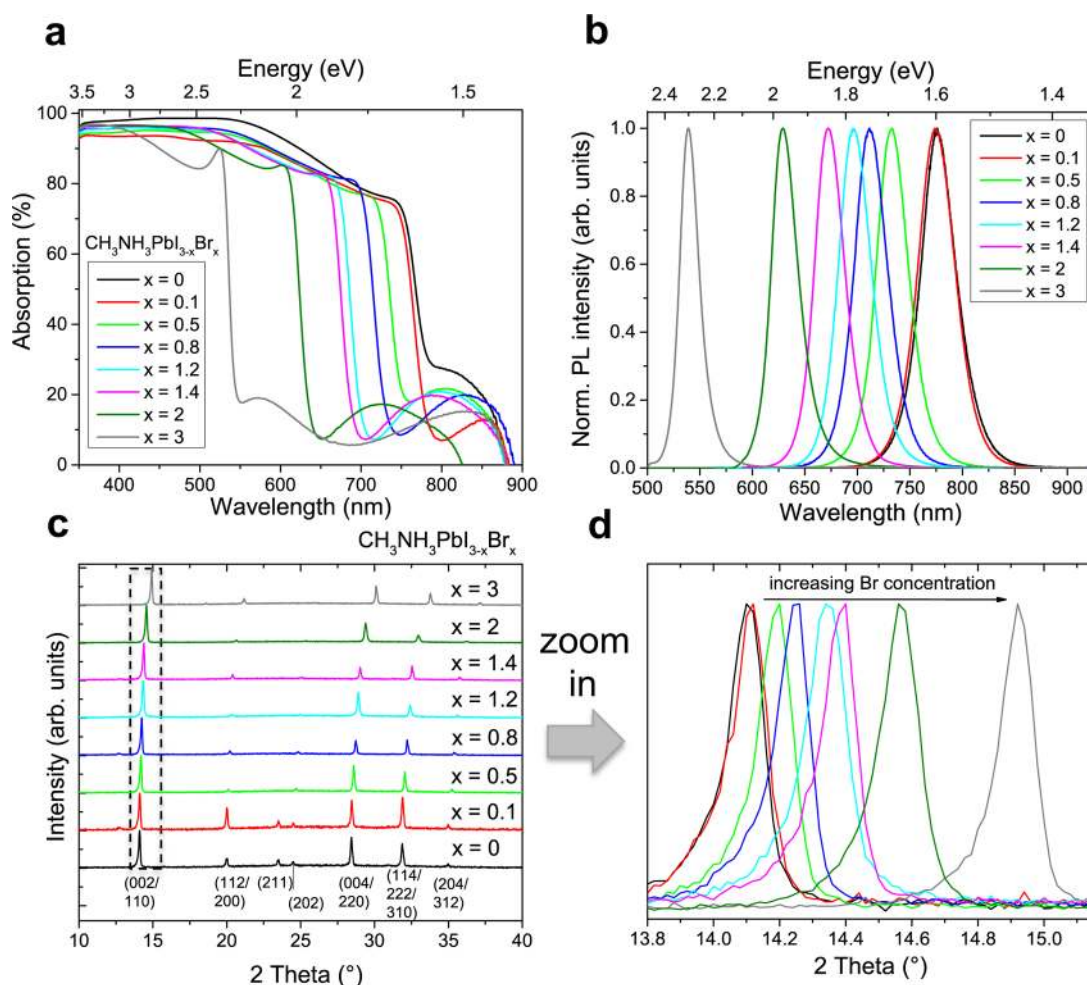 a
Energy (eV)
3.5 3 2.4 2 1.5
100
80
60
40
20
0
Absorption (%)
CH₃NH₃PbI₃₋ₓBrₓ
x = 0
x = 0.1
x = 0.5
x = 0.8
x = 1.2
x = 1.4
x = 2
x = 3
400 500 600 700 800 900
Wavelength (nm)
b
Energy (eV)
2.4 2.2 2 1.8 1.6 1.4
1.0
0.8
0.6
0.4
0.2
0.0
Norm. PL intensity (arb. units)
x = 0
x = 0.1
x = 0.5
x = 0.8
x = 1.2
x = 1.4
x = 2
x = 3
500 550 600 650 700 750 800 850 900
Wavelength (nm)
c
CH₃NH₃PbI₃₋ₓBrₓ
Intensity (arb. units)
x = 3
x = 2
x = 1.4
x = 1.2
x = 0.8
x = 0.5
x = 0.1
x = 0
(002/
110)
(112/
200)
(211)
(202)
(004/
220)
(114/
222/
310)
(204/
312)
10 15 20 25 30 35 40
2 Theta (°)
zoom
in
d
increasing Br concentration
13.8 14.0 14.2 14.4 14.6 14.8 15.0
2 Theta (°)